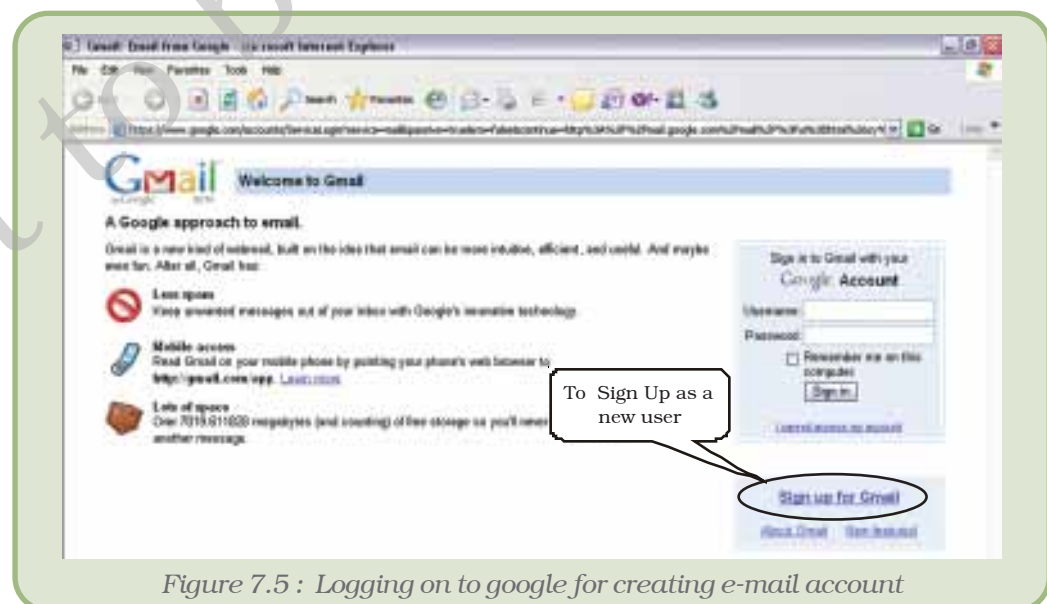 Gmail: Email from Google - Microsoft Internet Explorer
File Edit View Favorites Tools Help
Search Favorites
Go
Gmail
by Google BETA
Welcome to Gmail
A Google approach to email.
Gmail is a new kind of webmail, built on the idea that email can be more intuitive, efficient, and useful. And maybe
even fun. After all, Gmail has:
Less spam
Keep unwanted messages out of your inbox with Google's innovative technology
Mobile access
Read Gmail on your mobile phone by pointing your phone's web browser to
http://gmail.com/app. Learn more
Lots of space
Over 7019.611828 megabytes (and counting) of free storage so you'll never
another message.
Sign in to Gmail with your
Google Account
Username:
Password:
Remember me on this
computer
Sign in
I cannot access my account
To Sign Up as a
new user
Sign up for Gmail
About Gmail New features!
Figure 7.5 : Logging on to google for creating e-mail account